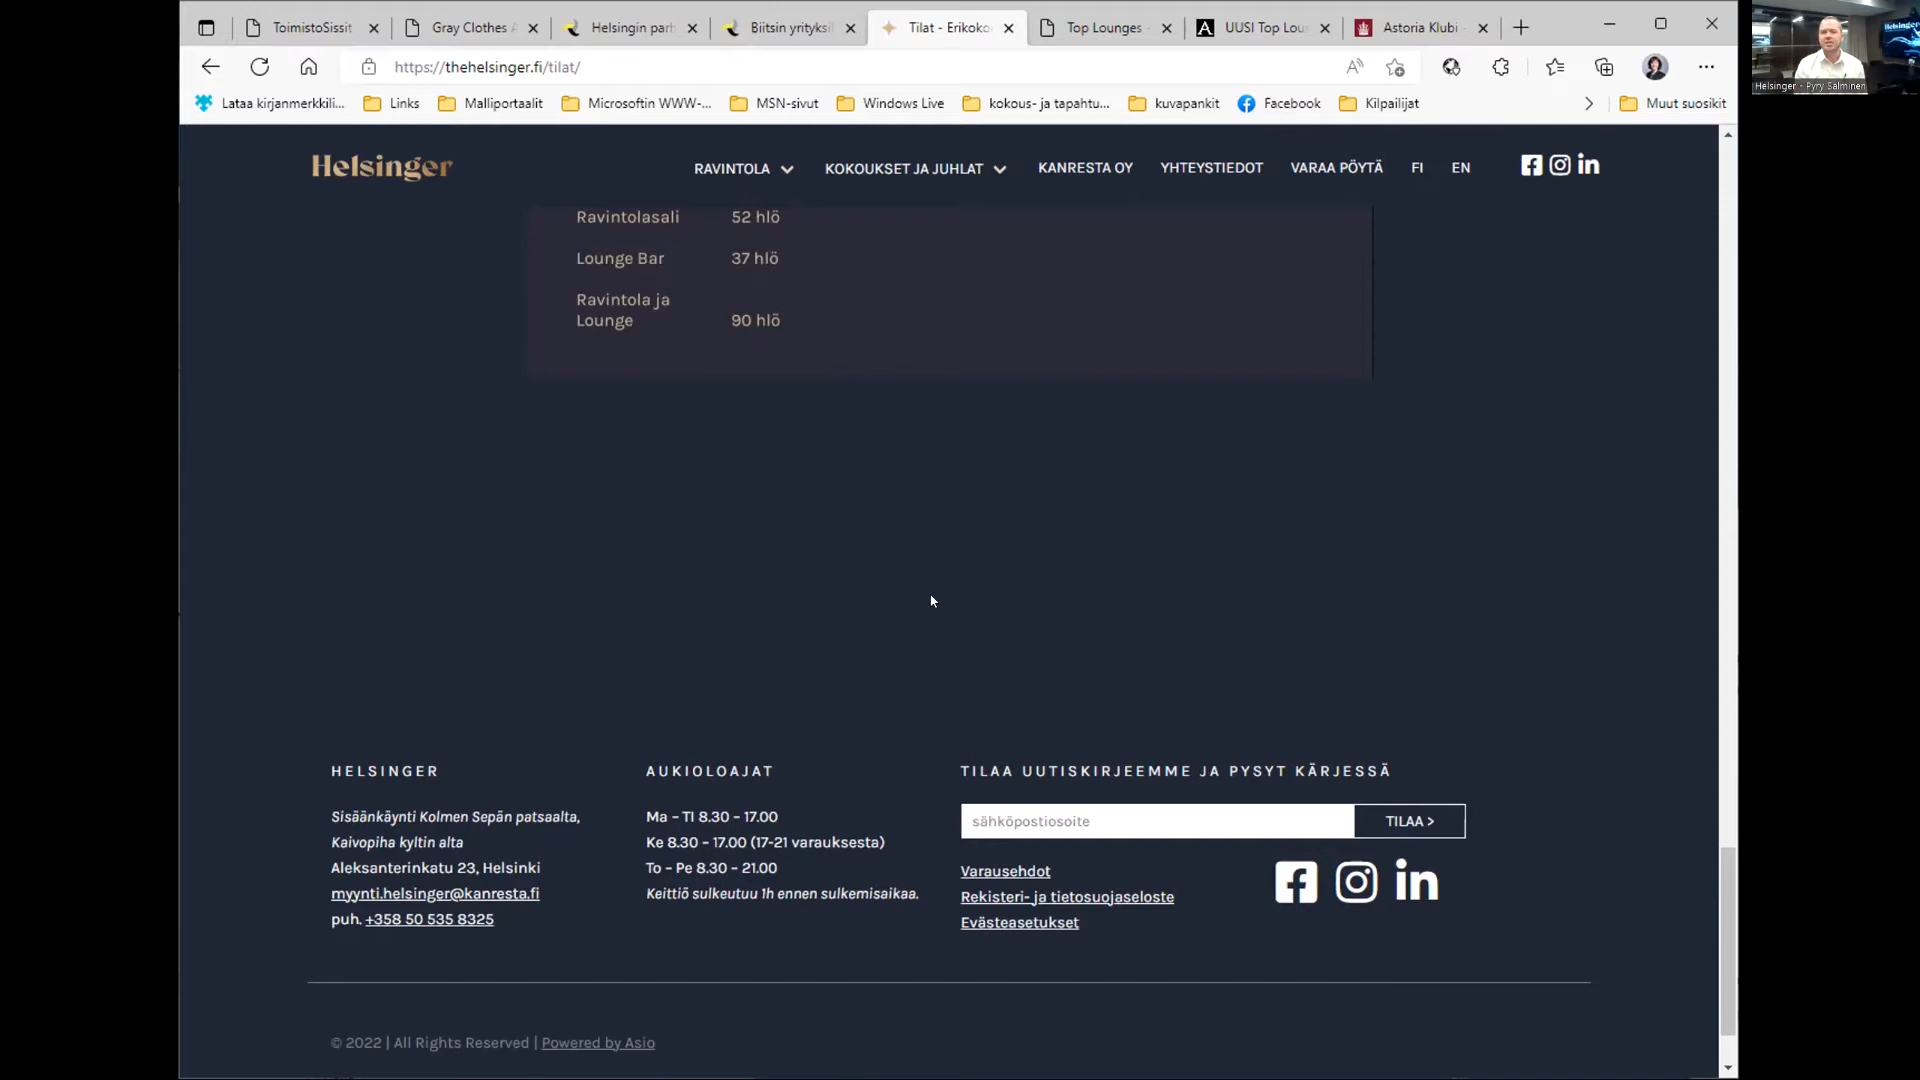 ToimistoSissit
Gray Clothes A
Helsingin parh
Biitsin yrityksil
Tilat - Erikoko
Top Lounges -
A
UUSI Top Lou
Astoria Klubi -
https://thehelsinger.fi/tilat/
Lataa kirjanmerkkili...
Links
Malliportaalit
Microsoftin WWW-...
MSN-sivut
Windows Live
kokous- ja tapahtu...
kuvapankit
Facebook
Kilpailijat
Muut suosikit
Helsinger
RAVINTOLA
KOKOUKSET JA JUHLAT
KANRESTA OY
YHTEYSTIEDOT
VARAA PÖYTÄ
FI
EN
Ravintolasali 52 hlö
Lounge Bar 37 hlö
Ravintola ja
Lounge 90 hlö
HELSINGER
Sisäänkäynti Kolmen Sepän patsaalta,
Kaivopiha kyltin alta
Aleksanterinkatu 23, Helsinki
myynti.helsinger@kanresta.fi
puh. +358 50 535 8325
AUKIOLOAJAT
Ma – TI 8.30 – 17.00
Ke 8.30 – 17.00 (17-21 varauksesta)
To – Pe 8.30 – 21.00
Keittiö sulkeutuu 1h ennen sulkemisaikaa.
TILAA UUTISKIRJEEMME JA PYSYT KÄRJESSÄ
sähköpostiosoite
TILAA >
Varausehdot
Rekisteri- ja tietosuojaseloste
Evästeasetukset
© 2022 | All Rights Reserved | Powered by Asio
Helsinger
Helsinger - Pyry Salminen